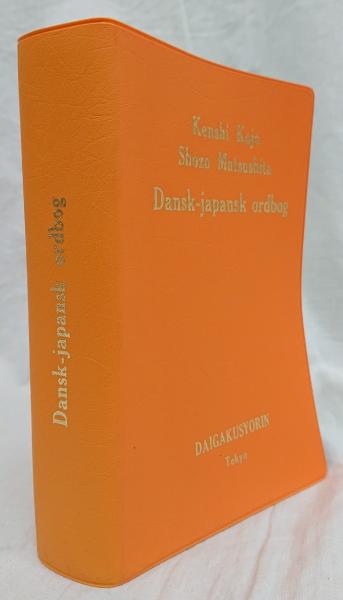 Dansk-japansk ordbog
Kenshi Kojo
Shozo Matsushita
Dansk-japansk ordbog
DAIGAKUSYORIN
Tokyo